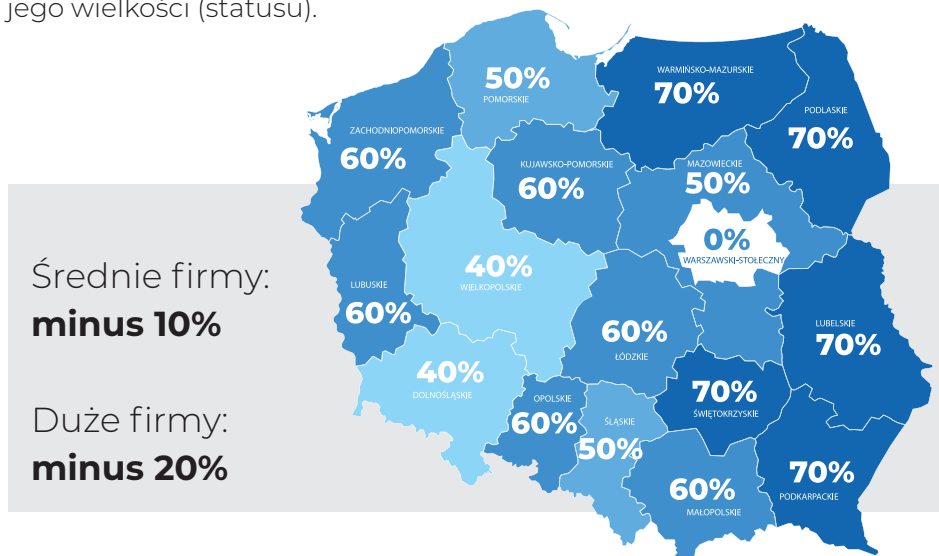 jego wielkości (statusu).
50%
POMORSKIE
WARMIŃSKO-MAZURSKIE
70%
PODLASKIE
70%
ZACHODNIOPOMORSKIE
60%
KUJAWSKO-POMORSKIE
60%
MAZOWIECKIE
50%
0%
WARSZAWSKI-STOŁECZNY
Średnie firmy:
minus 10%
Duże firmy:
minus 20%
40%
WIELKOPOLSKIE
LUBUSKIE
60%
60%
ŁÓDZKIE
LUBELSKIE
70%
40%
DOLNOŚLĄSKIE
OPOLSKIE
60%
ŚLĄSKIE
50%
70%
ŚWIĘTOKRZYSKIE
60%
MAŁOPOLSKIE
70%
PODKARPACKIE